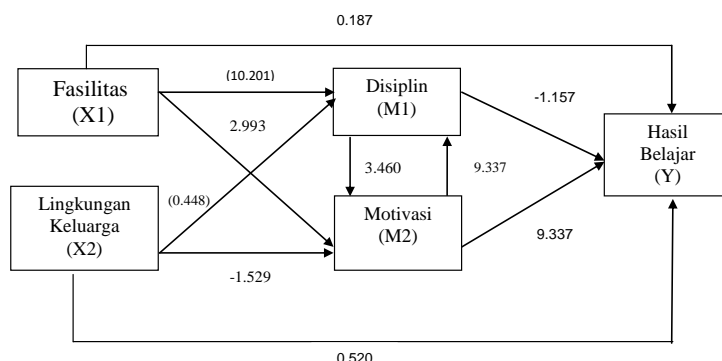 0.187
Fasilitas
(X1)
(10.201)
Disiplin
(M1)
-1.157
2.993
Hasil
Belajar
(Y)
3.460
9.337
Lingkungan
Keluarga
(X2)
(0.448)
Motivasi
(M2)
9.337
-1.529
0.520